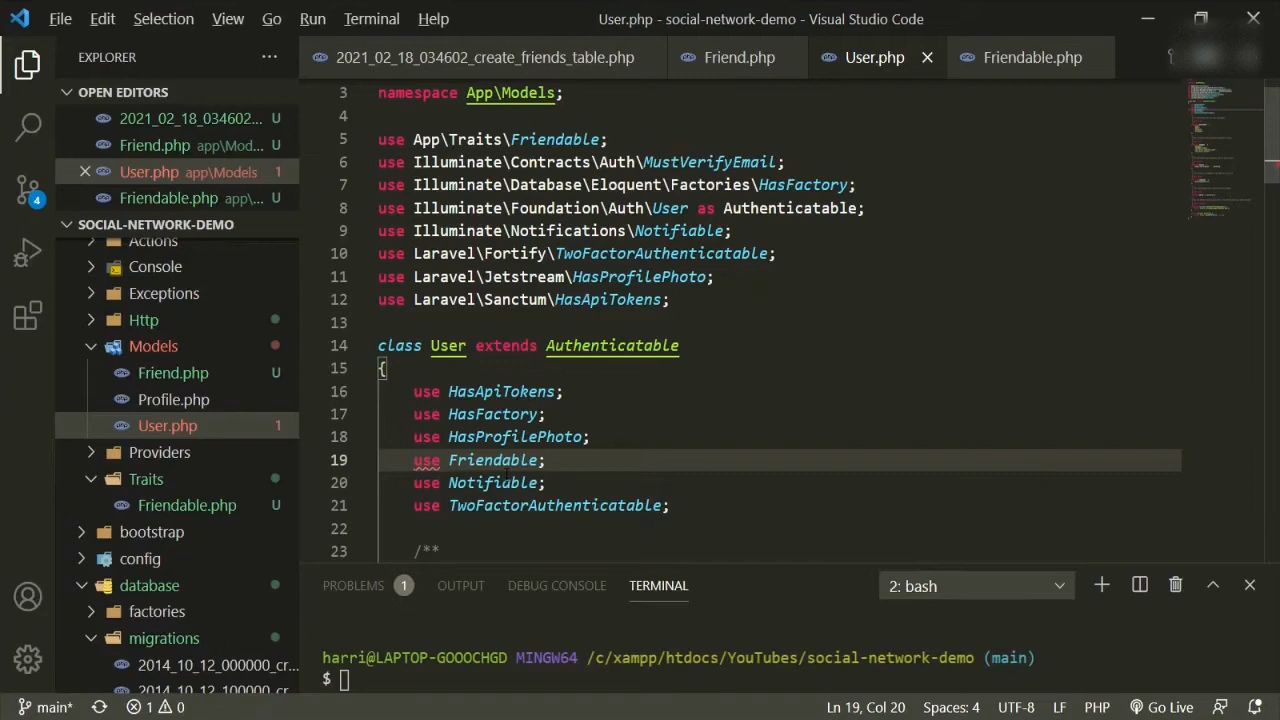 File Edit Selection View Go Run Terminal Help User.php - social-network-demo - Visual Studio Code
EXPLORER
OPEN EDITORS
2021_02_18_034602... U
Friend.php app\Mod... U
User.php app\Models 1
Friendable.php app\... U
SOCIAL-NETWORK-DEMO
Actions
Console
Exceptions
Http
Models
Friend.php U
Profile.php
User.php 1
Providers
Traits
Friendable.php U
bootstrap
config
database
factories
migrations
2014_10_12_000000_cr...
2014_10_12_100000_cr
4
2021_02_18_034602_create_friends_table.php Friend.php User.php Friendable.php
3 namespace App\Models;
4
5 use App\Traits\Friendable;
6 use Illuminate\Contracts\Auth\MustVerifyEmail;
7 use Illuminate\Database\Eloquent\Factories\HasFactory;
8 use Illuminate\Foundation\Auth\User as Authenticatable;
9 use Illuminate\Notifications\Notifiable;
10 use Laravel\Fortify\TwoFactorAuthenticatable;
11 use Laravel\Jetstream\HasProfilePhoto;
12 use Laravel\Sanctum\HasApiTokens;
13
14 class User extends Authenticatable
15 {
16 use HasApiTokens;
17 use HasFactory;
18 use HasProfilePhoto;
19 use Friendable;
20 use Notifiable;
21 use TwoFactorAuthenticatable;
22
23 /**
PROBLEMS 1 OUTPUT DEBUG CONSOLE TERMINAL 2: bash
harri@LAPTOP-GOOOCHGD MINGW64 /c/xampp/htdocs/YouTubes/social-network-demo (main)
$
main* 1 0 Ln 19, Col 20 Spaces: 4 UTF-8 LF PHP Go Live